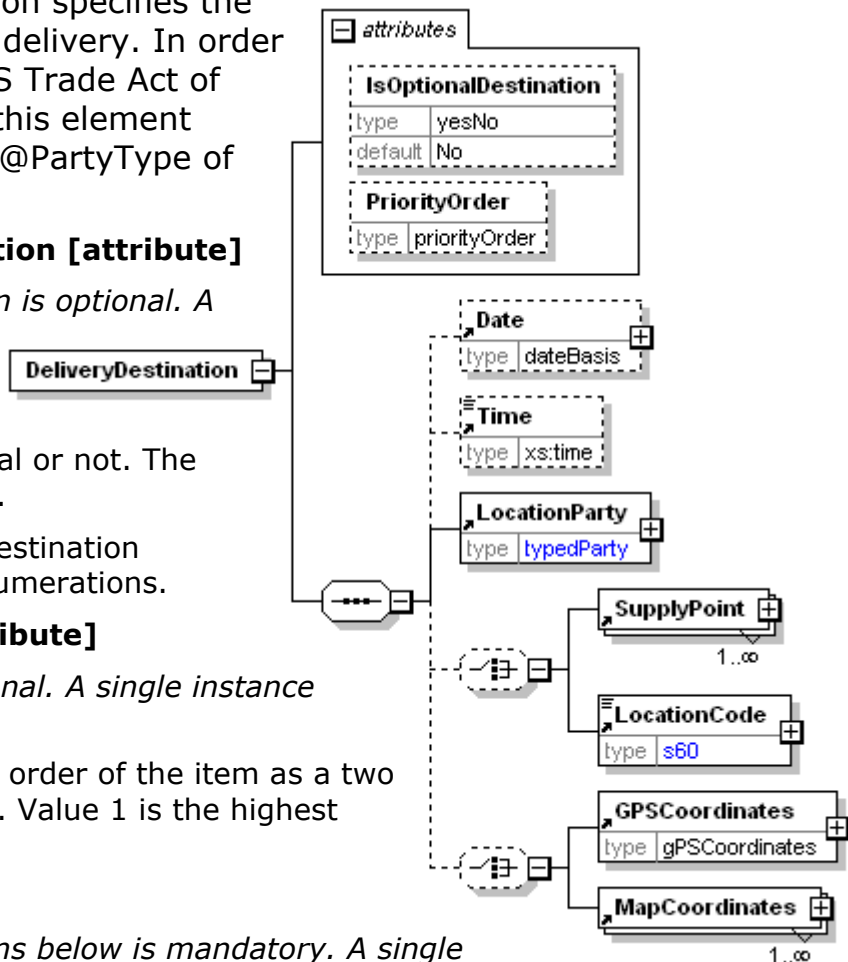 on specifies the
delivery. In order
S Trade Act of
this element
@PartyType of
tion [attribute]
n is optional. A
al or not. The
.
estination
umerations.
ribute]
nal. A single instance
order of the item as a two
. Value 1 is the highest
ns below is mandatory. A single
attributes
IsOptionalDestination
type yesNo
default No
PriorityOrder
type priorityOrder
DeliveryDestination
Date
type dateBasis
Time
type xs:time
LocationParty
type typedParty
SupplyPoint
1..∞
LocationCode
type s60
GPSCoordinates
type gPSCoordinates
MapCoordinates
1..∞